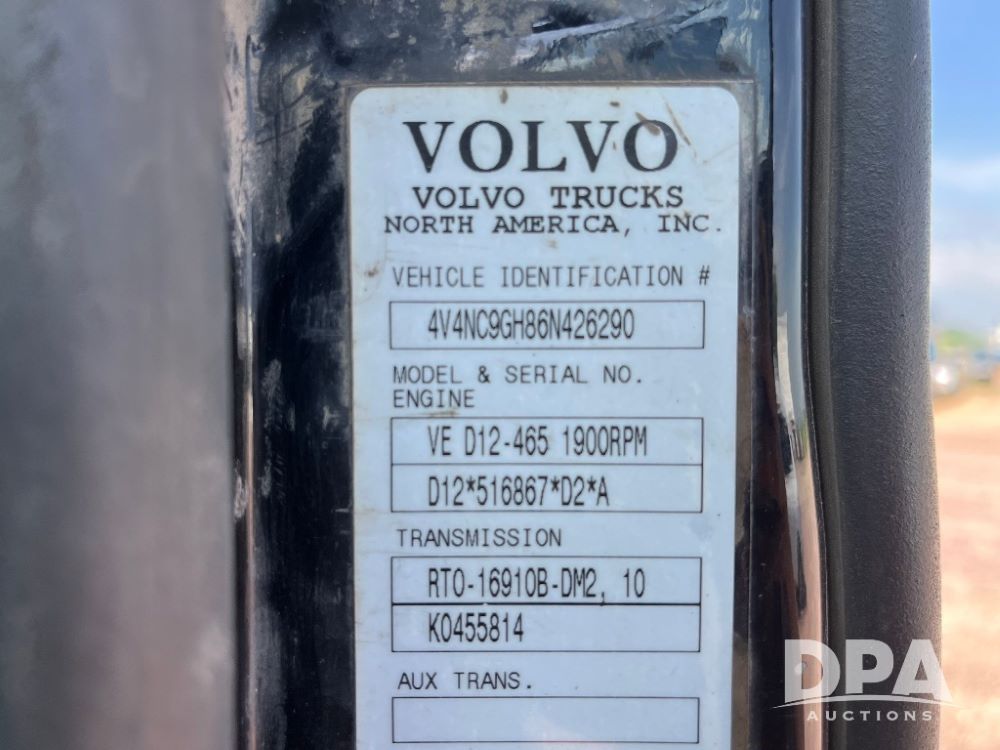 VOLVO
VOLVO TRUCKS
NORTH AMERICA, INC.
VEHICLE IDENTIFICATION #
4V4NC9GH86N426290
MODEL & SERIAL NO.
ENGINE
VE D12-465 1900RPM
D12*516867*D2*A
TRANSMISSION
RTO-16910B-DM2, 10
K0455814
AUX TRANS.
DPA
AUCTIONS